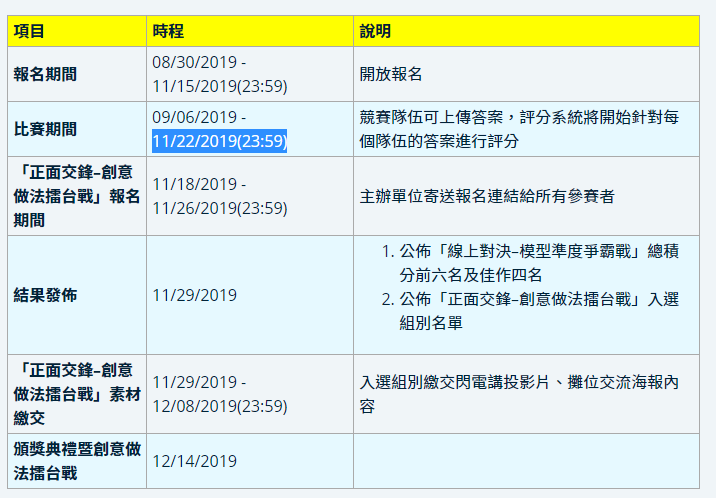 項目 時程 說明
報名期間 08/30/2019 - 開放報名
11/15/2019(23:59)
比賽期間 09/06/2019 - 競賽隊伍可上傳答案，評分系統將開始針對每
11/22/2019(23:59) 個隊伍的答案進行評分
「正面交鋒–創意
做法擂台戰」報名
期間
11/18/2019 -
11/26/2019(23:59)
主辦單位寄送報名連結給所有參賽者
結果發佈
11/29/2019
1. 公佈「線上對決–模型準度爭霸戰」總積
分前六名及佳作四名
2. 公佈「正面交鋒–創意做法擂台戰」入選
組別名單
「正面交鋒–創意
做法擂台戰」素材
繳交
11/29/2019 -
12/08/2019(23:59)
入選組別繳交閃電講投影片、攤位交流海報內
容
頒獎典禮暨創意做
法擂台戰
12/14/2019